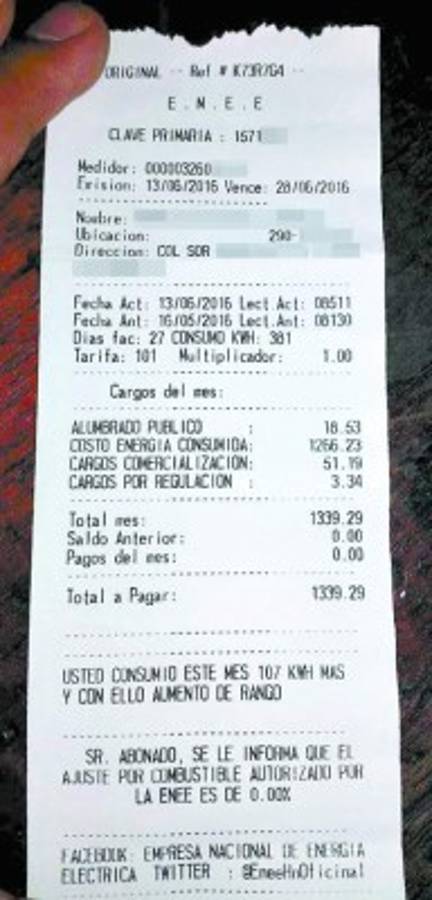 ORIGINAL -- Ref # K73R7G4 --
E.N.E.E
CLAVE PRIMARIA : 1571
Medidor: 000003260
Emision: 13/06/2016 Vence: 28/06/2016
Nombre:
Ubicacion: 290-
Direccion: COL SOR
Fecha Act: 13/06/2016 Lect.Act: 08511
Fecha Ant: 16/05/2016 Lect.Ant: 08130
Dias fac: 27 CONSUMO KWH: 381
Tarifa: 101 Multiplicador: 1.00
Cargos del mes:
ALUMBRADO PUBLICO : 18.53
COSTO ENERGIA CONSUMIDA: 1266.23
CARGOS COMERCIALIZACION: 51.19
CARGOS POR REGULACION : 3.34
Total mes: 1339.29
Saldo Anterior: 0.00
Pagos del mes: 0.00
Total a Pagar: 1339.29
USTED CONSUMIO ESTE MES 107 KWH MAS
Y CON ELLO AUMENTO DE RANGO
SR. ABONADO, SE LE INFORMA QUE EL
AJUSTE POR COMBUSTIBLE AUTORIZADO POR
LA ENEE ES DE 0.00%
FACEBOOK: EMPRESA NACIONAL DE ENERGIA
ELECTRICA TWITTER : @EneeHnOficinal